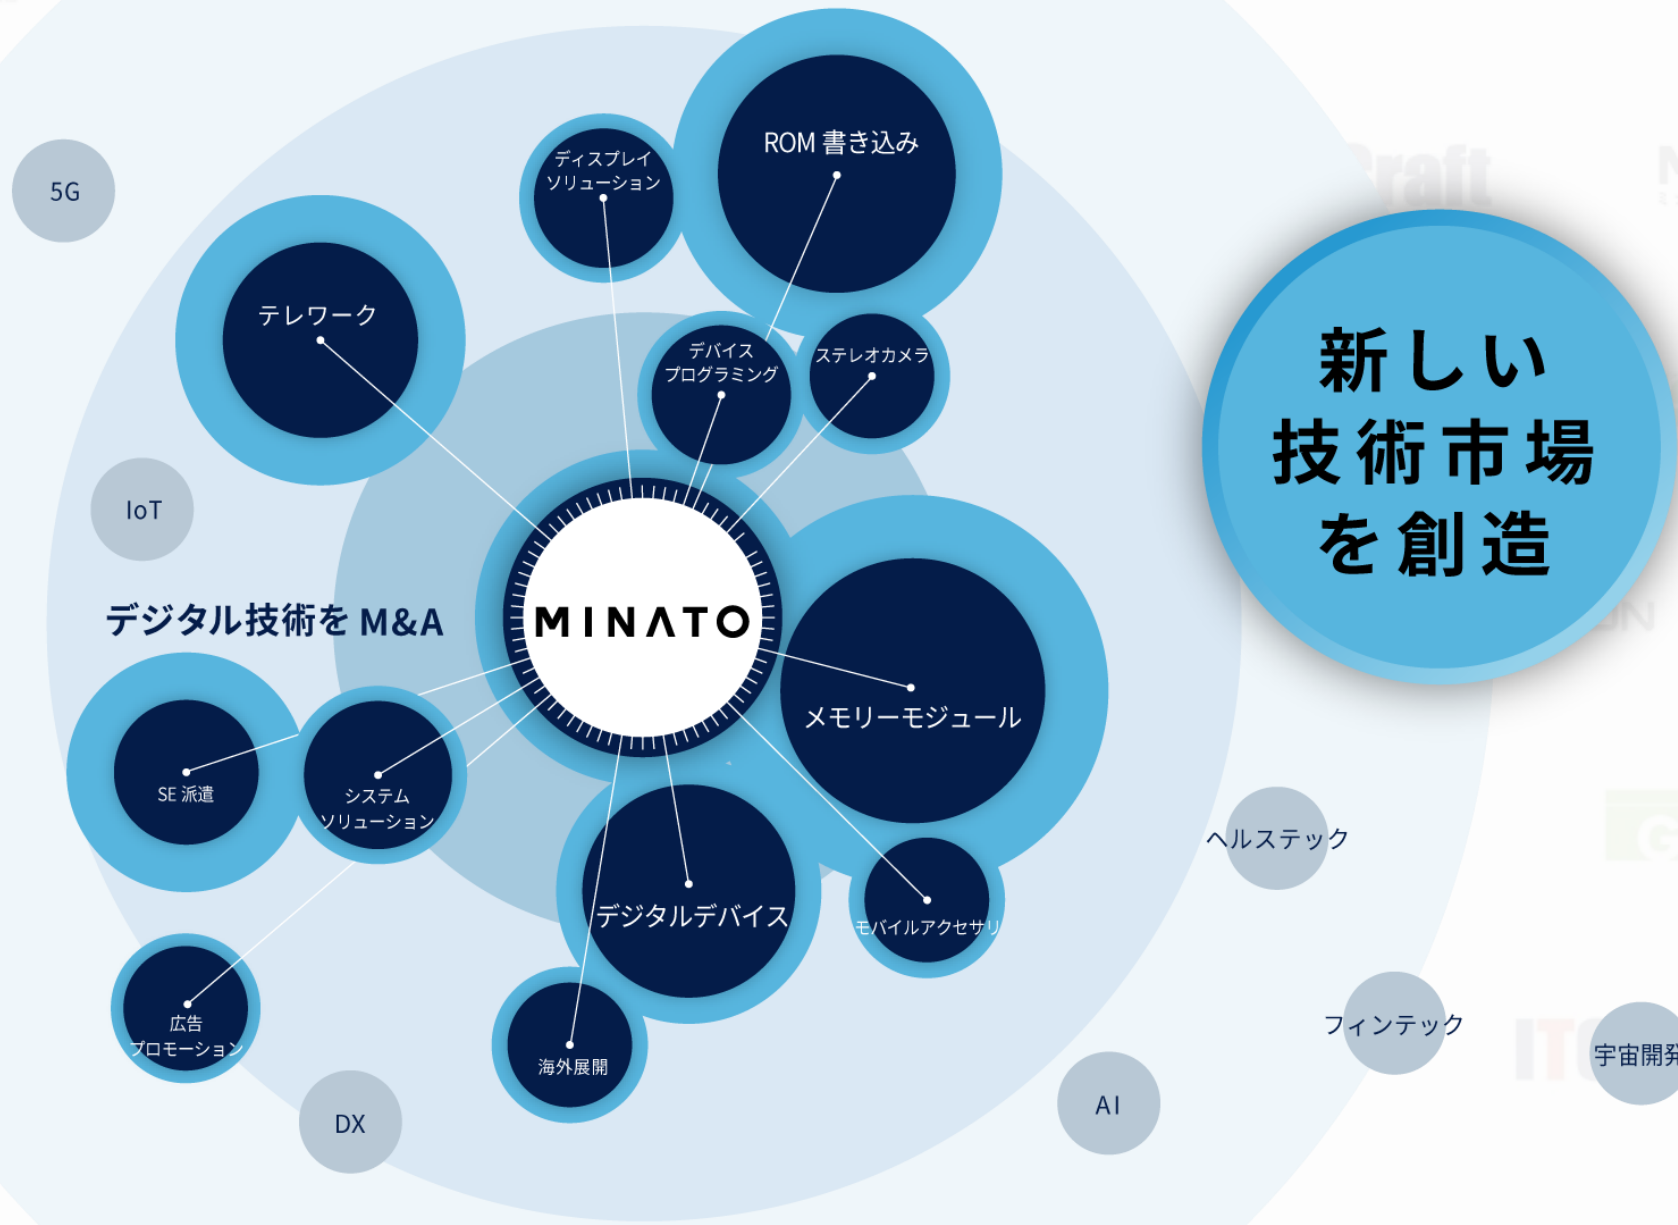 ROM 書き込み
ディスプレイ
ソリューション
5G
テレワーク
デバイス
プログラミング
ステレオカメラ
新しい
技術市場
を創造
IoT
デジタル技術を M&A
MINATO
メモリーモジュール
SE 派遣
システム
ソリューション
ヘルステック
デジタルデバイス
モバイルアクセサリ
広告
プロモーション
海外展開
フィンテック
宇宙開発
AI
DX